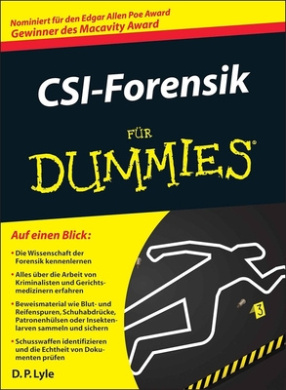 Nominiert für den Edgar Allen Poe Award
Gewinner des Macavity Award
CSI-Forensik
FÜR
DUMMIES®
Auf einen Blick:
• Die Wissenschaft der
Forensik kennenlernen
• Alles über die Arbeit von
Kriminalisten und Gerichts-
medizinern erfahren
• Beweismaterial wie Blut- und
Reifenspuren, Schuhabdrücke,
Patronenhülsen oder Insekten-
larven sammeln und sichern
• Schusswaffen identifizieren
und die Echtheit von Doku-
menten prüfen
3
D. P. Lyle